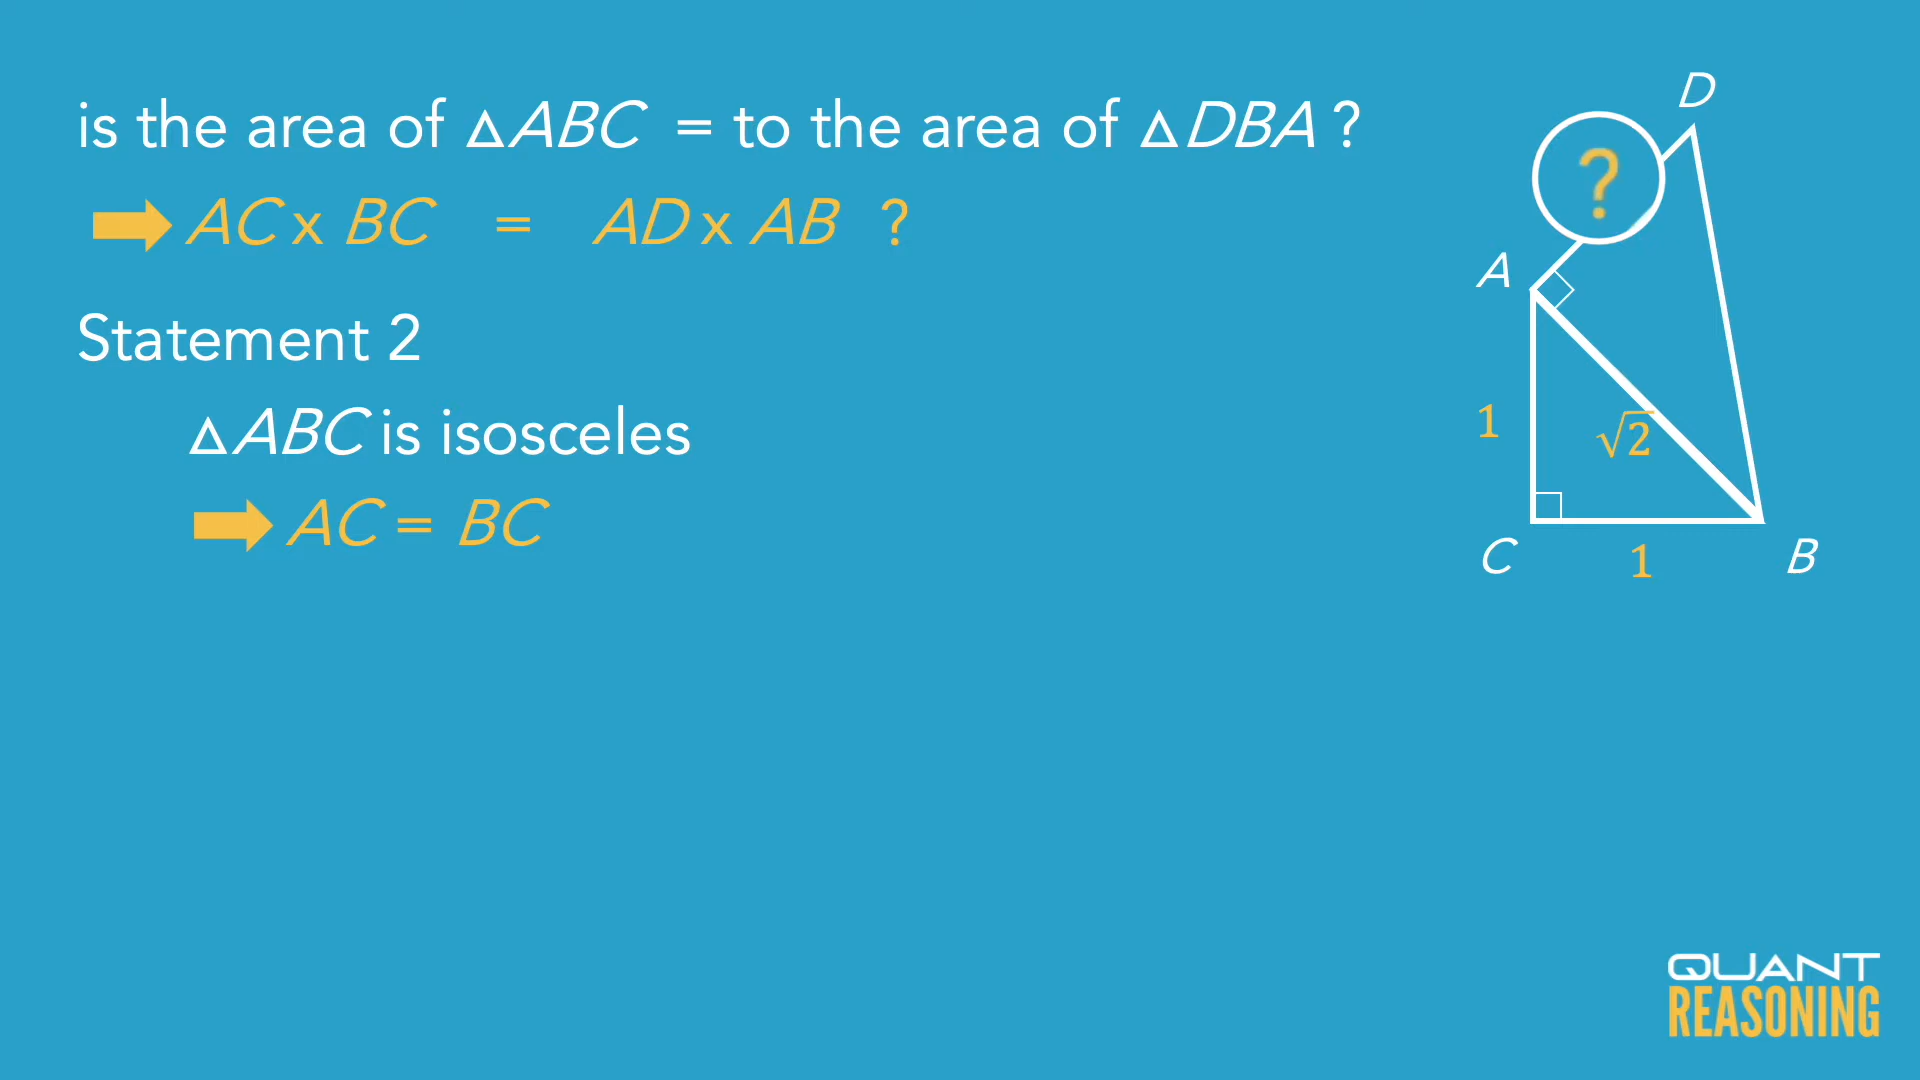 is the area of △ABC = to the area of △DBA ?
AC x BC = AD x AB ?
Statement 2
△ABC is isosceles
AC = BC
D
?
A
1
√2
C
1
B
QUANT
REASONING